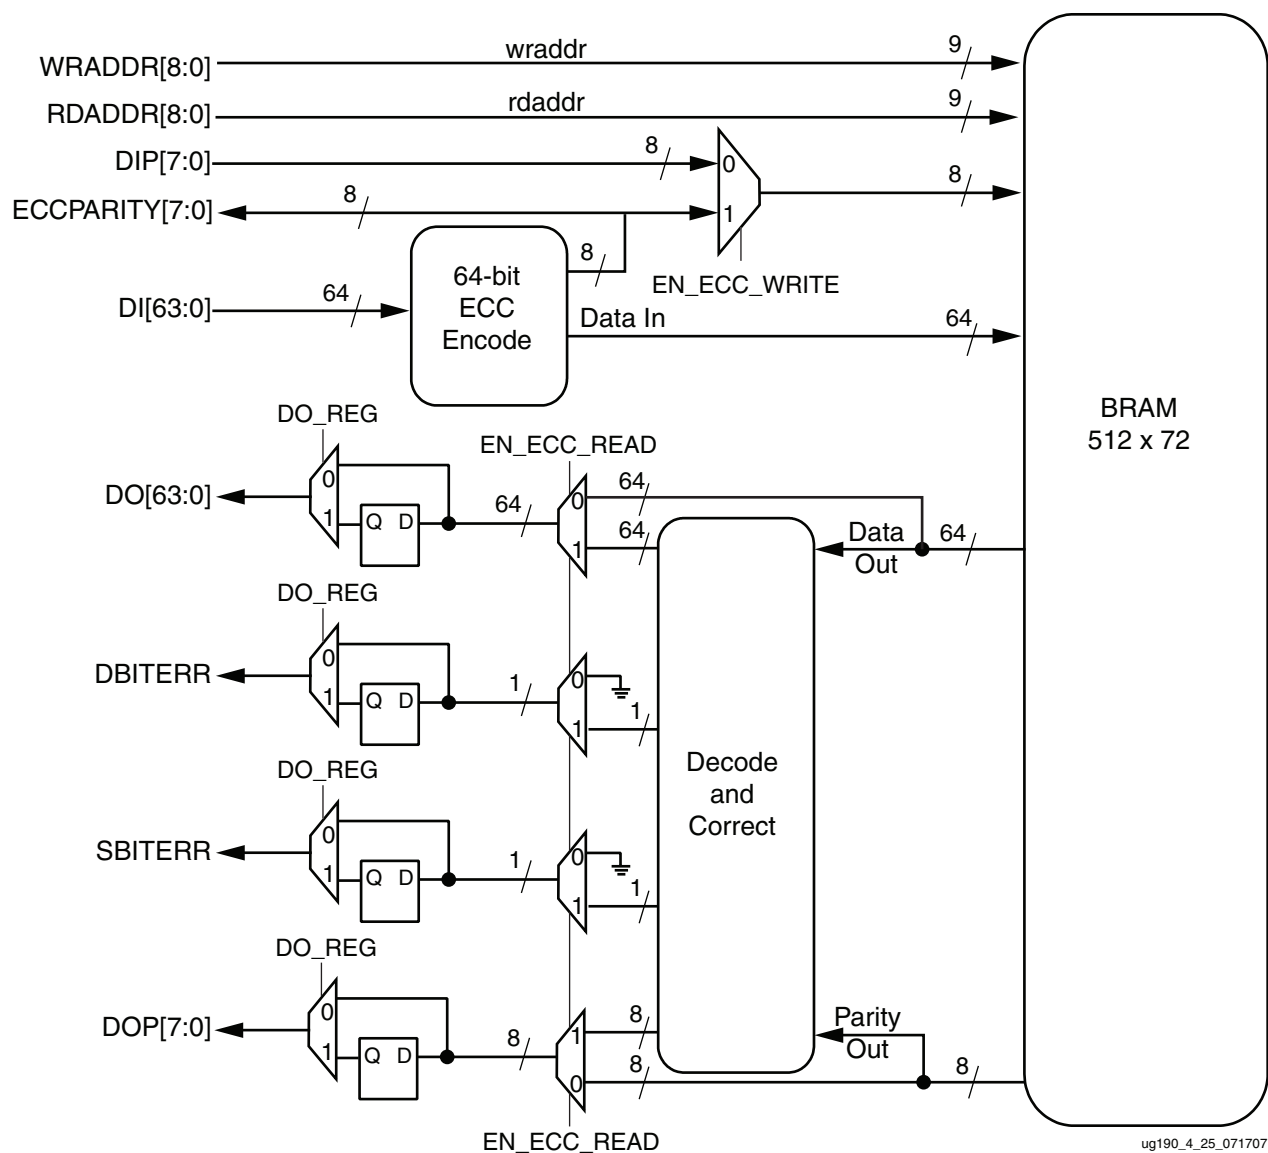 wraddr
9
WRADDR[8:0]
rdaddr
9
RDADDR[8:0]
DIP[7:0]
8
0
8
ECCPARITY[7:0]
8
1
8
64-bit
ECC
Encode
EN_ECC_WRITE
DI[63:0]
64
Data In
64
BRAM
512 x 72
DO_REG
EN_ECC_READ
0
64
0
DO[63:0]
1
Q D
64
64
1
Data
Out
64
DO_REG
0
0
DBITERR
1
Q D
1
1
1
Decode
and
Correct
DO_REG
0
0
SBITERR
1
Q D
1
1
1
DO_REG
0
DOP[7:0]
1
Q D
8
1
8
Parity
Out
0
8
8
EN_ECC_READ
ug190_4_25_071707